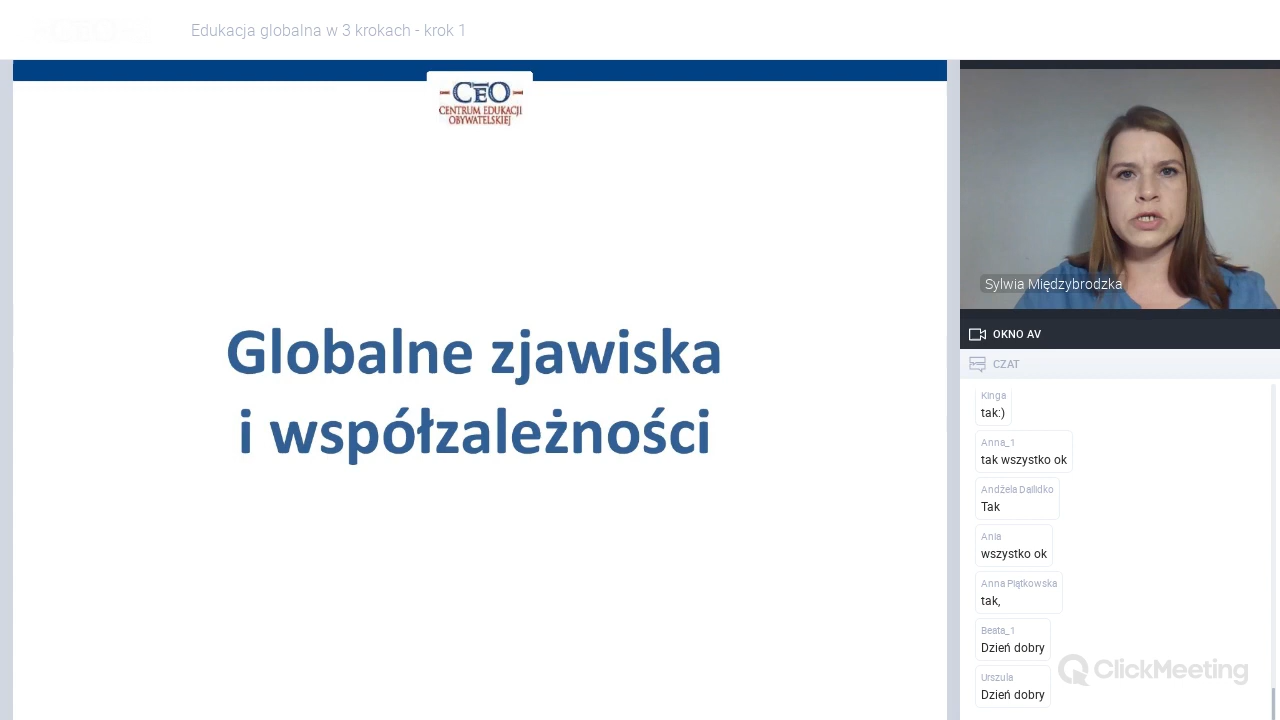 Edukacja globalna w 3 krokach - krok 1
CEO
CENTRUM EDUKACJI
OBYWATELSKIEJ
Globalne zjawiska
i współzależności
Sylwia Międzybrodzka
OKNO AV
CZAT
Kinga
tak:)
Anna_1
tak wszystko ok
Andżela Dailidko
Tak
Ania
wszystko ok
Anna Piątkowska
tak,
Beata_1
Dzień dobry
Urszula
Dzień dobry
ClickMeeting